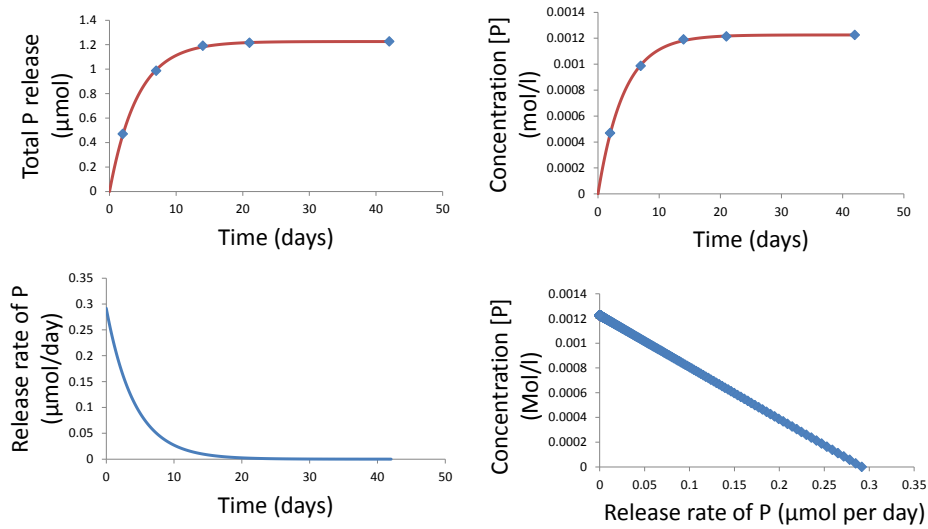 Total P release
(μmol)
1.4
1.2
1
0.8
0.6
0.4
0.2
0
0 10 20 30 40 50
Time (days)
Concentration [P]
(mol/l)
0.0014
0.0012
0.001
0.0008
0.0006
0.0004
0.0002
0
0 10 20 30 40 50
Time (days)
Release rate of P
(μmol/day)
0.35
0.3
0.25
0.2
0.15
0.1
0.05
0
0 10 20 30 40 50
Time (days)
Concentration [P]
(Mol/l)
0.0014
0.0012
0.001
0.0008
0.0006
0.0004
0.0002
0
0 0.05 0.1 0.15 0.2 0.25 0.3 0.35
Release rate of P (μmol per day)